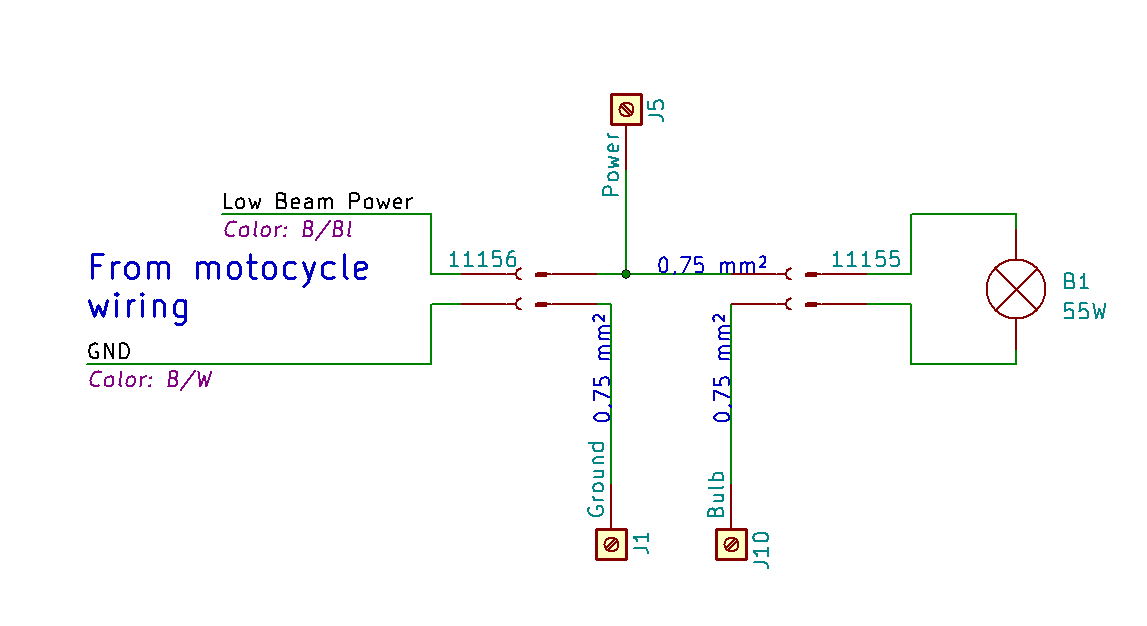 J5
Power
Low Beam Power
Color: B/Bl
From motocycle
wiring
11156
0,75 mm²
11155
B1
55W
GND
Color: B/W
0,75 mm²
0,75 mm²
Ground
Bulb
J1
J10